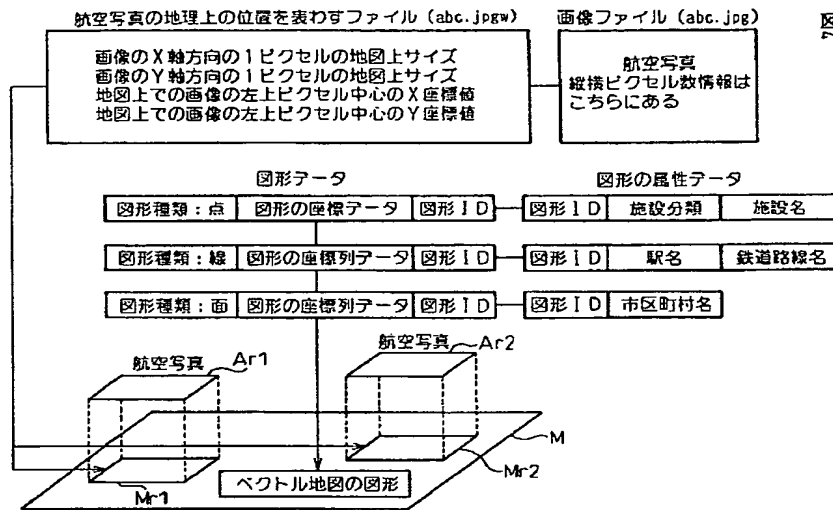 航空写真の地理上の位置を表わすファイル (abc.jpgw)
画像ファイル (abc.jpg)
画像のX軸方向の1ピクセルの地図上サイズ
画像のY軸方向の1ピクセルの地図上サイズ
地図上での画像の左上ピクセル中心のX座標値
地図上での画像の左上ピクセル中心のY座標値
航空写真
縦横ピクセル数情報は
こちらにある
図形データ
図形の属性データ
図形種類:点 図形の座標データ 図形ID 図形ID 施設分類 施設名
図形種類:線 図形の座標列データ 図形ID 図形ID 駅名 鉄道路線名
図形種類:面 図形の座標列データ 図形ID 図形ID 市区町村名
航空写真 Ar1
航空写真 Ar2
M
Mr2
Mr1
ベクトル地図の図形